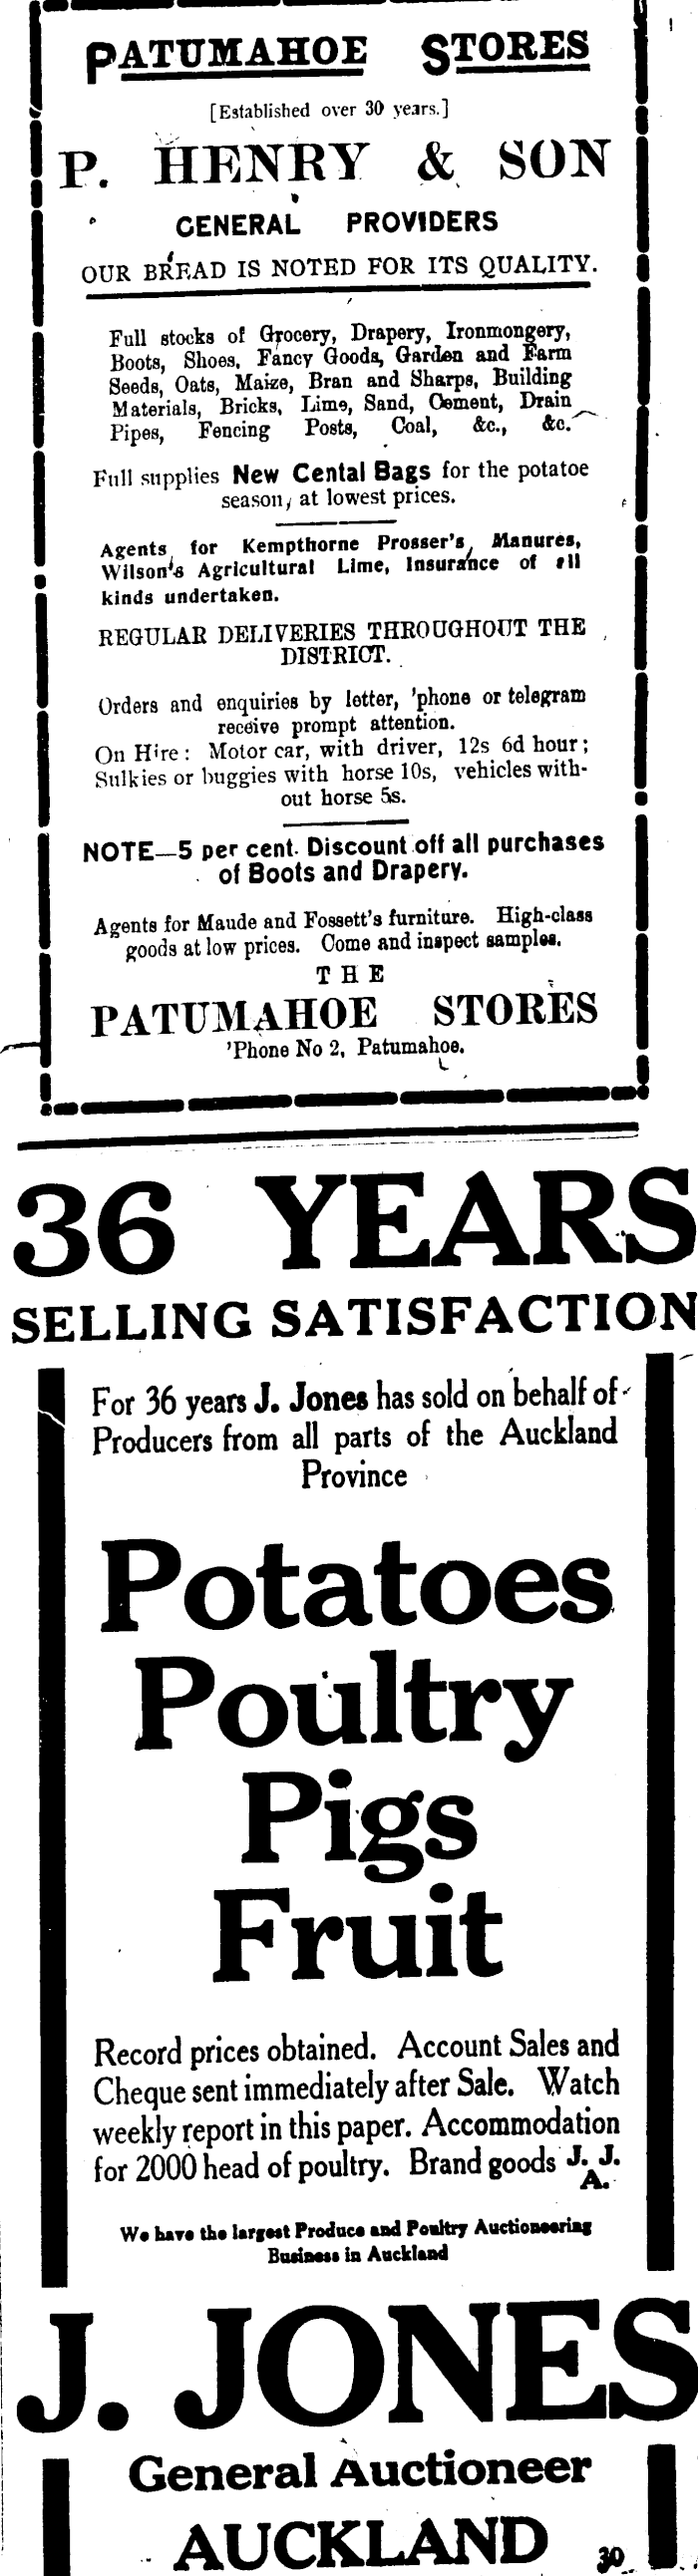 PATUMAHOE STORES
[Established over 30 years.]
P. HENRY & SON
GENERAL PROVIDERS
OUR BREAD IS NOTED FOR ITS QUALITY.
Full stocks of Grocery, Drapery, Ironmongery,
Boots, Shoes, Fancy Goods, Garden and Farm
Seeds, Oats, Maize, Bran and Sharps, Building
Materials, Bricks, Lime, Sand, Cement, Drain
Pipes, Fencing Posts, Coal, &c., &c.
Full supplies New Cental Bags for the potatoe
season, at lowest prices.
Agents for Kempthorne Prosser's, Manures,
Wilson's Agricultural Lime, Insurance of all
kinds undertaken.
REGULAR DELIVERIES THROUGHOUT THE
DISTRICT.
Orders and enquiries by letter, 'phone or telegram
receive prompt attention.
On Hire: Motor car, with driver, 12s 6d hour;
Sulkies or buggies with horse 10s, vehicles with-
out horse 5s.
NOTE—5 per cent. Discount off all purchases
of Boots and Drapery.
Agents for Maude and Fossett's furniture. High-class
goods at low prices. Come and inspect samples.
THE
PATUMAHOE STORES
'Phone No 2, Patumahoe.
36 YEARS
SELLING SATISFACTION
For 36 years J. Jones has sold on behalf of
Producers from all parts of the Auckland
Province
Potatoes
Poultry
Pigs
Fruit
Record prices obtained. Account Sales and
Cheque sent immediately after Sale. Watch
weekly report in this paper. Accommodation
for 2000 head of poultry. Brand goods J. J.
A.
We have the largest Produce and Poultry Auctioneering
Business in Auckland
J. JONES
General Auctioneer
AUCKLAND
30